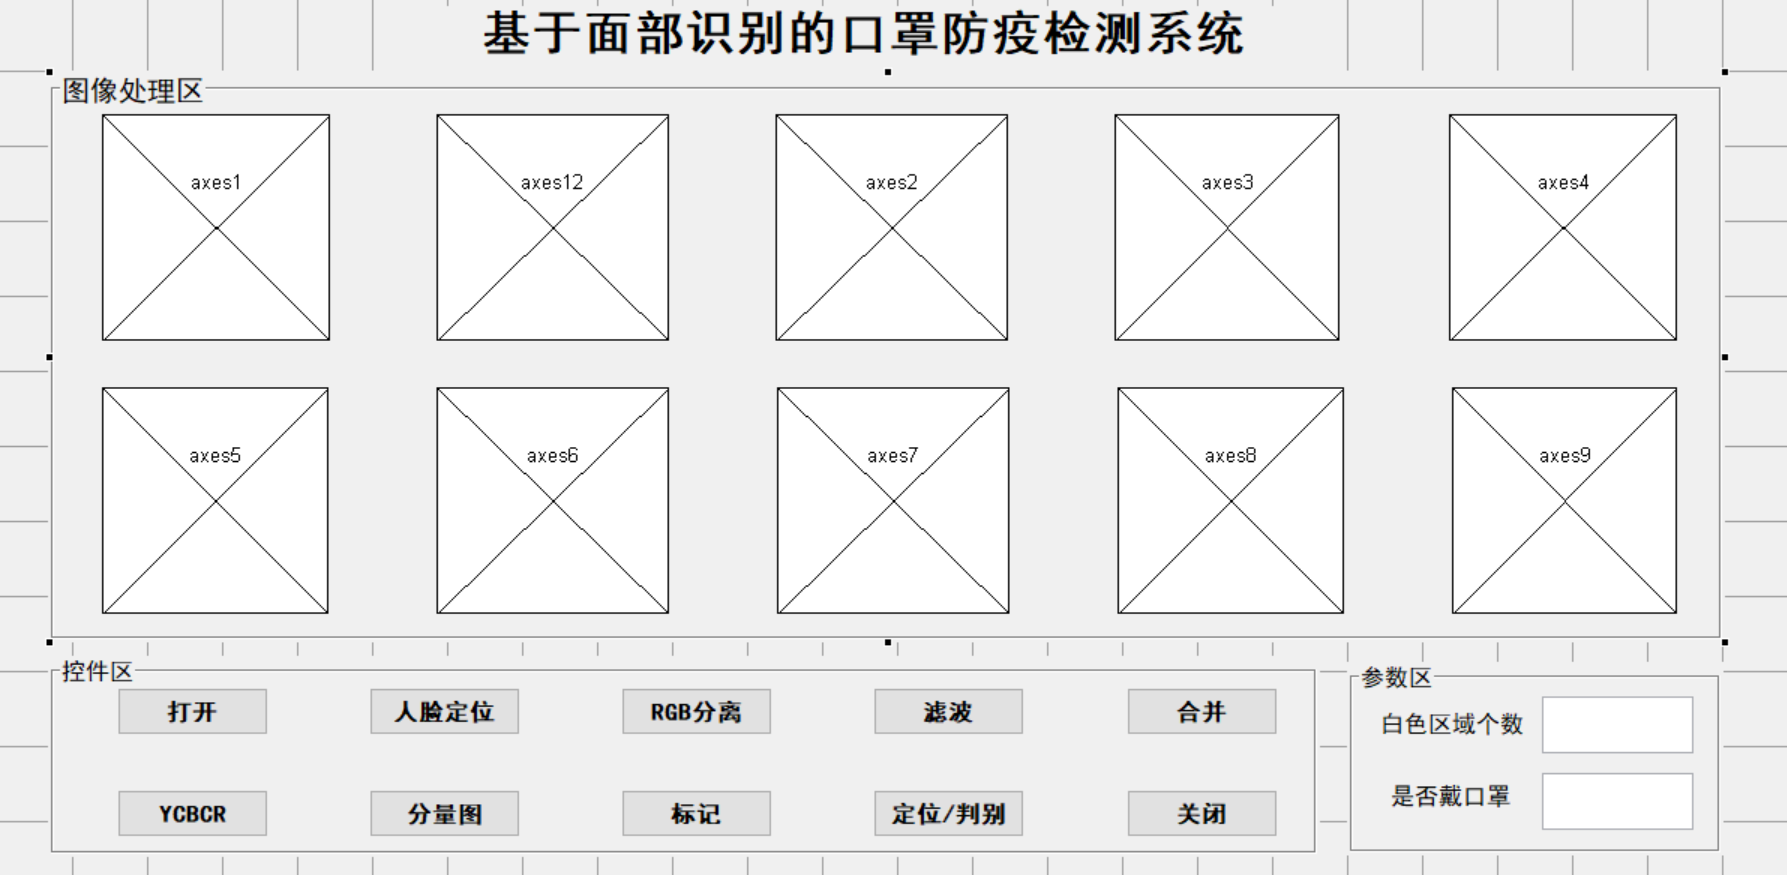 基于面部识别的口罩防疫检测系统
图像处理区
axes1 axes12 axes2 axes3 axes4
axes5 axes6 axes7 axes8 axes9
控件区
打开 人脸定位 RGB分离 滤波 合并
YCBCR 分量图 标记 定位/判别 关闭
参数区
白色区域个数
是否戴口罩